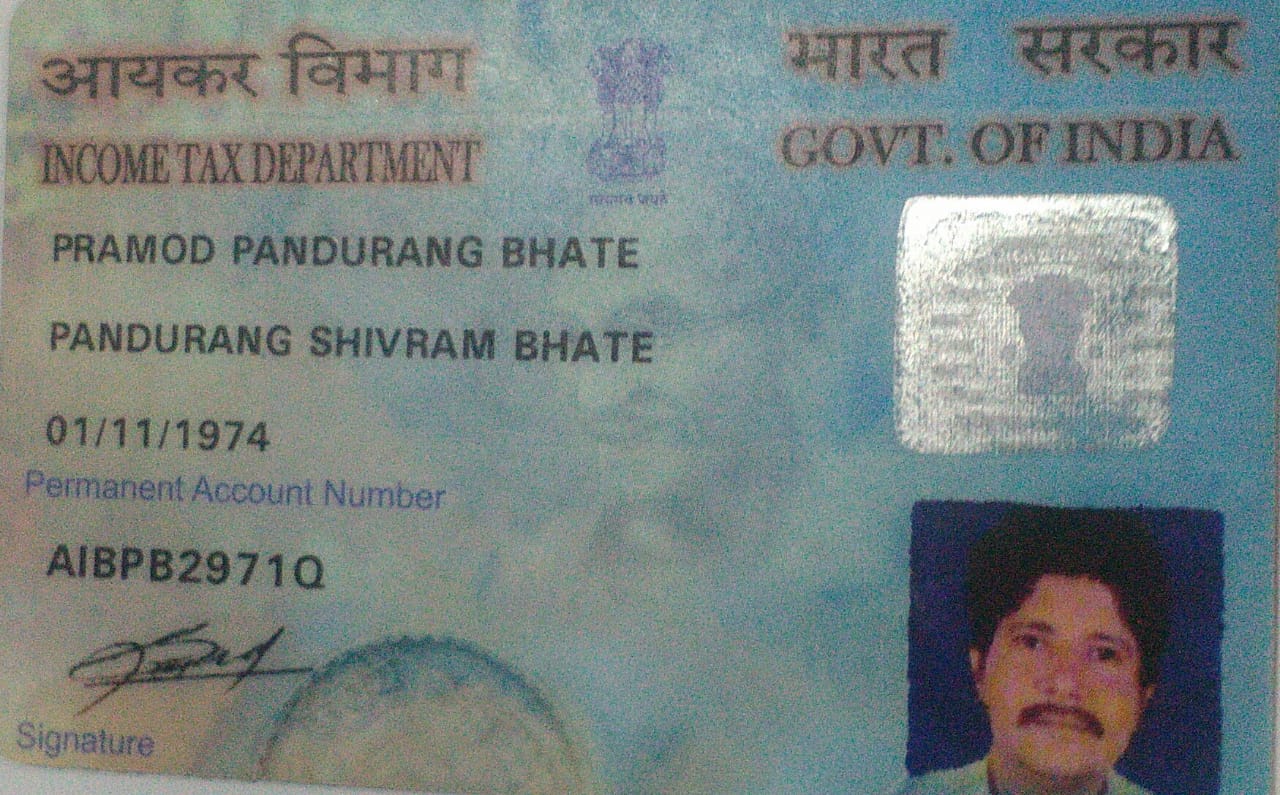 आयकर विभाग
भारत सरकार
INCOME TAX DEPARTMENT
GOVT. OF INDIA
सत्यमेव जयते
PRAMOD PANDURANG BHATE
PANDURANG SHIVRAM BHATE
01/11/1974
Permanent Account Number
AIBPB2971Q
Signature